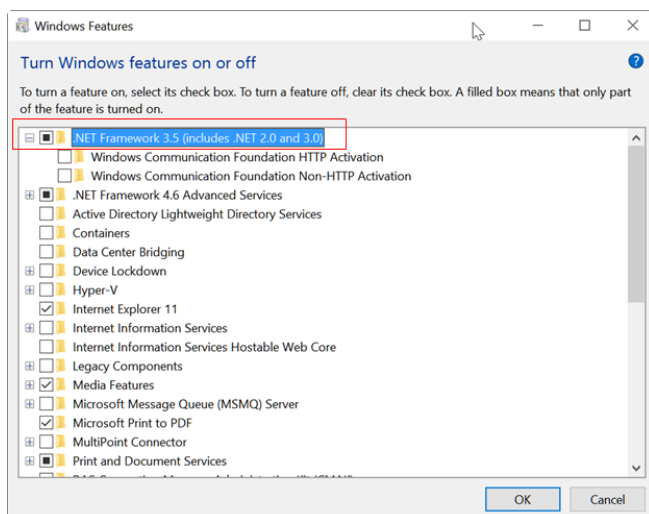 Windows Features
Turn Windows features on or off
To turn a feature on, select its check box. To turn a feature off, clear its check box. A filled box means that only part
of the feature is turned on.
.NET Framework 3.5 (includes .NET 2.0 and 3.0)
Windows Communication Foundation HTTP Activation
Windows Communication Foundation Non-HTTP Activation
.NET Framework 4.6 Advanced Services
Active Directory Lightweight Directory Services
Containers
Data Center Bridging
Device Lockdown
Hyper-V
Internet Explorer 11
Internet Information Services
Internet Information Services Hostable Web Core
Legacy Components
Media Features
Microsoft Message Queue (MSMQ) Server
Microsoft Print to PDF
MultiPoint Connector
Print and Document Services
OK Cancel